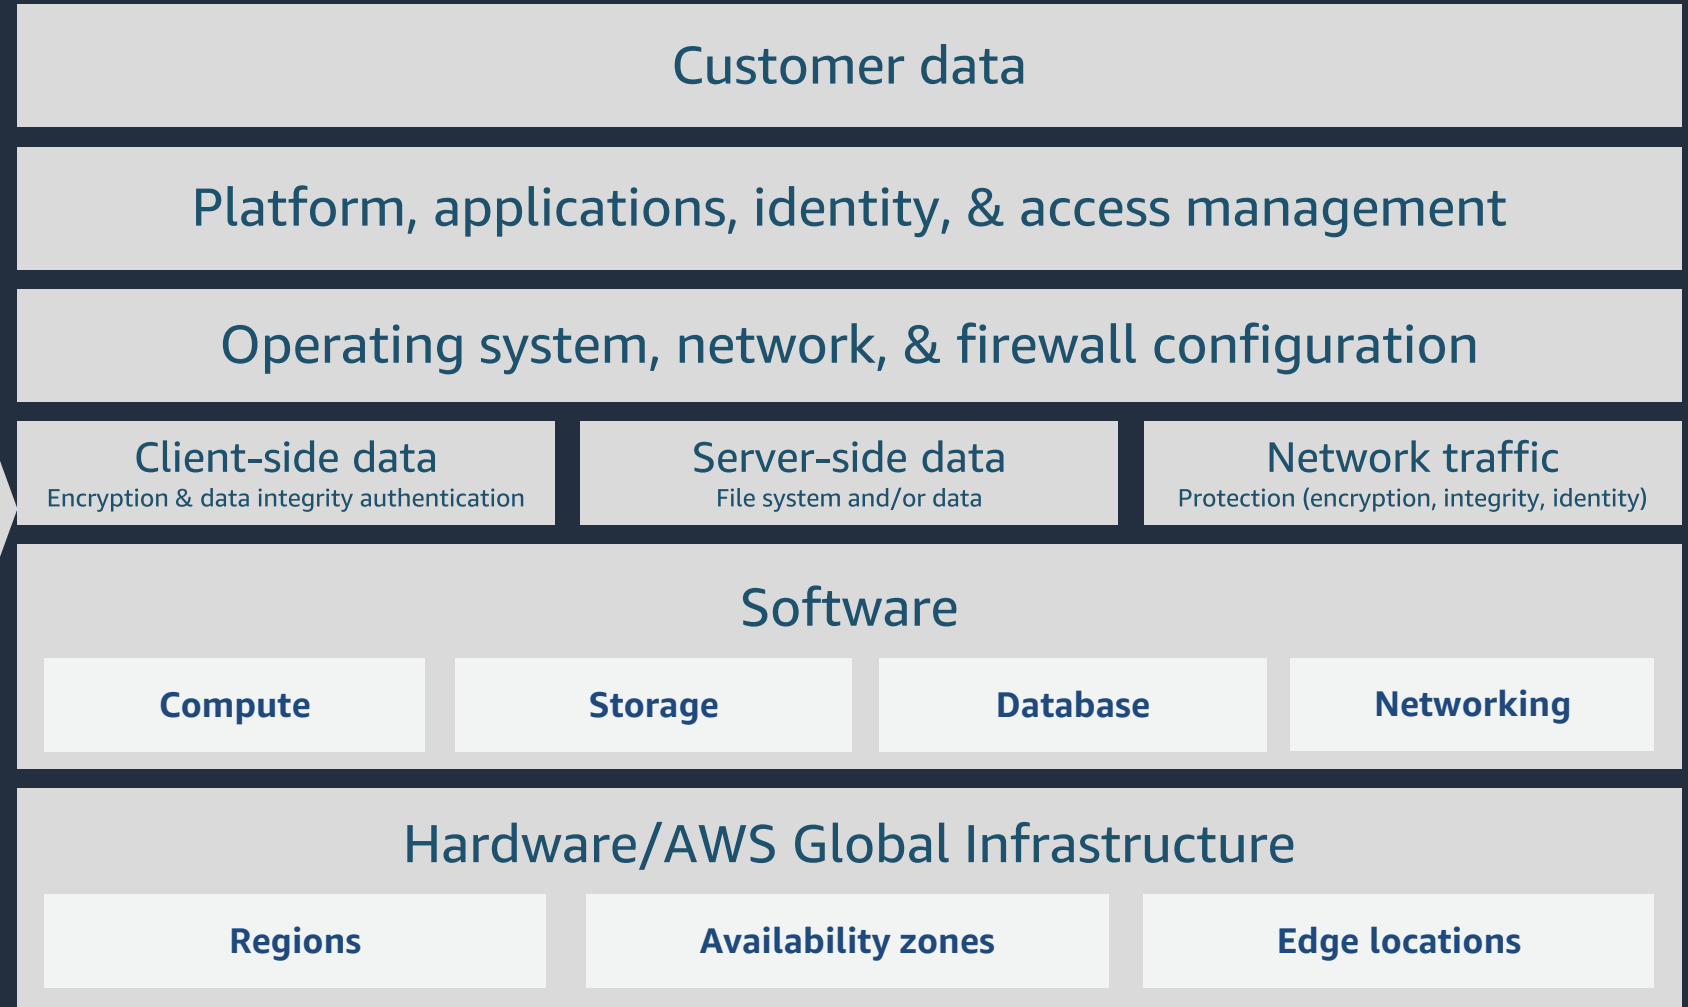 Customer data
Platform, applications, identity, & access management
Operating system, network, & firewall configuration
Client-side data
Encryption & data integrity authentication
Server-side data
File system and/or data
Network traffic
Protection (encryption, integrity, identity)
Software
Compute
Storage
Database
Networking
Hardware/AWS Global Infrastructure
Regions
Availability zones
Edge locations